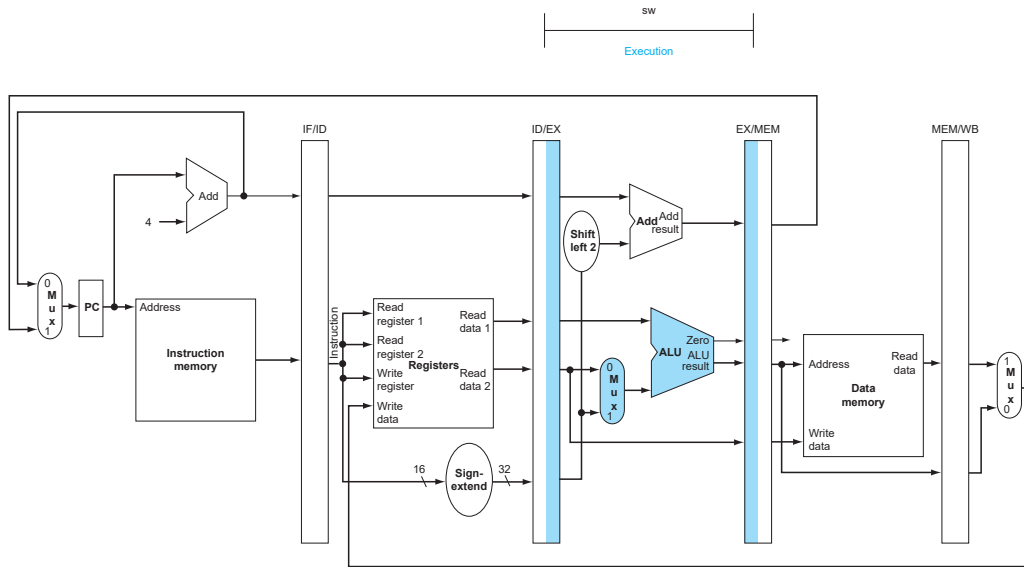 sw
Execution
IF/ID
ID/EX
EX/MEM
MEM/WB
Add
4
Shift
left 2
Add
Add
result
0
M
u
x
1
PC
Address
Instruction
memory
Instruction
Read
register 1
Read
register 2
Write
register
Write
data
Registers
Read
data 1
Read
data 2
0
M
u
x
1
Zero
ALU
ALU
result
Address
Read
data
Data
memory
Write
data
1
M
u
x
0
16
Sign-
extend
32